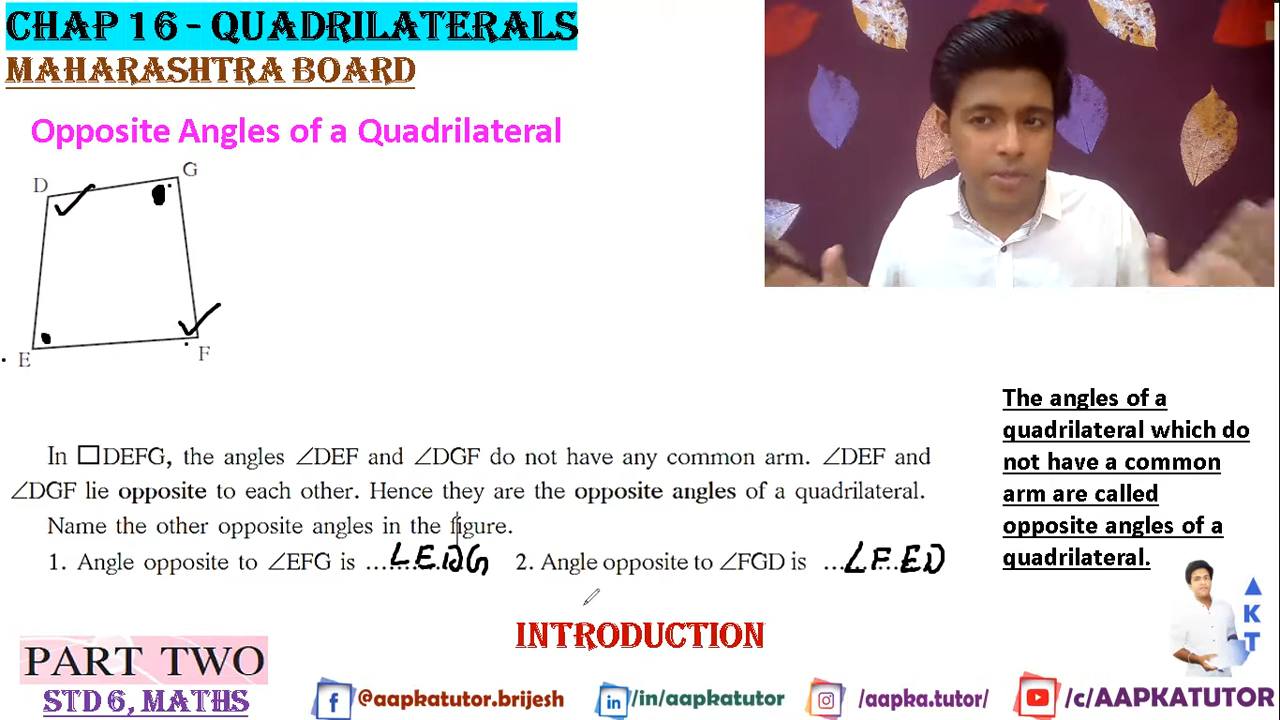 CHAP 16 - QUADRILATERALS
MAHARASHTRA BOARD
Opposite Angles of a Quadrilateral
D
G
E
F
In □DEFG, the angles ∠DEF and ∠DGF do not have any common arm. ∠DEF and
∠DGF lie opposite to each other. Hence they are the opposite angles of a quadrilateral.
Name the other opposite angles in the figure.
1. Angle opposite to ∠EFG is ...∠EDG 2. Angle opposite to ∠FGD is ...∠FED
The angles of a
quadrilateral which do
not have a common
arm are called
opposite angles of a
quadrilateral.
AKT
INTRODUCTION
PART TWO
STD 6, MATHS
@aapkatutor.brijesh
/in/aapkatutor
/aapka.tutor/
/c/AAPKATUTOR